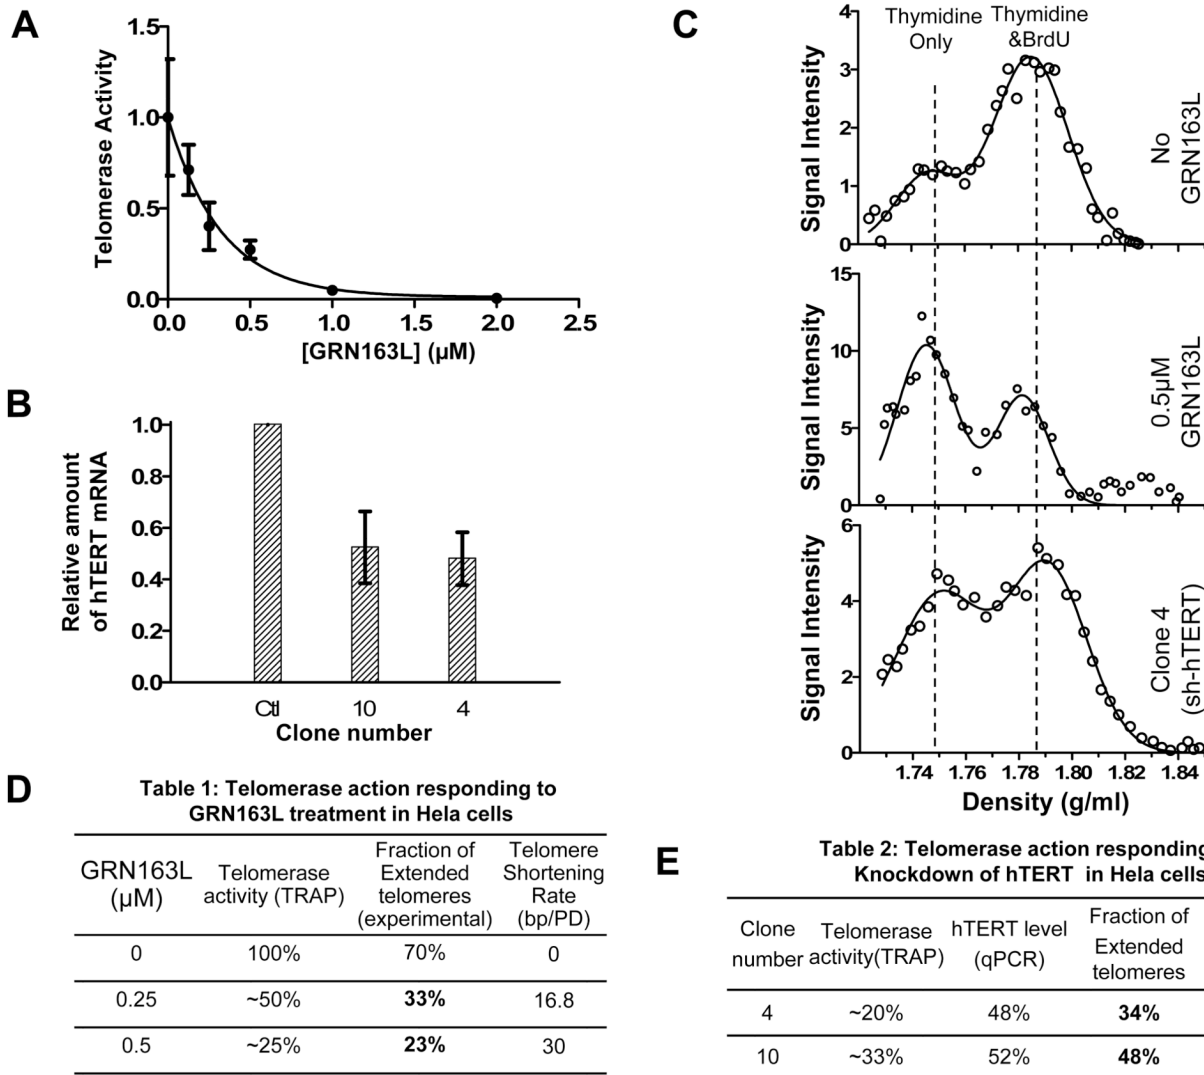 A
1.5
1.0
0.5
0.0
Telomerase Activity
0.0 0.5 1.0 1.5 2.0 2.5
[GRN163L] (µM)
B
1.0
0.8
0.6
0.4
0.2
0.0
Relative amount
of hTERT mRNA
Ctl 10 4
Clone number
C
Thymidine
Only
Thymidine
&BrdU
4
3
2
1
0
Signal Intensity
No
GRN163L
15
10
5
0
Signal Intensity
0.5µM
GRN163L
6
4
2
0
Signal Intensity
Clone 4
(sh-hTERT)
1.74 1.76 1.78 1.80 1.82 1.84
Density (g/ml)
D
Table 1: Telomerase action responding to
GRN163L treatment in Hela cells
GRN163L
(µM)
Telomerase
activity (TRAP)
Fraction of
Extended
telomeres
(experimental)
Telomere
Shortening
Rate
(bp/PD)
0 100% 70% 0
0.25 ~50% 33% 16.8
0.5 ~25% 23% 30
E
Table 2: Telomerase action responding
Knockdown of hTERT in Hela cells
Clone
number
Telomerase
activity(TRAP)
hTERT level
(qPCR)
Fraction of
Extended
telomeres
4 ~20% 48% 34%
10 ~33% 52% 48%